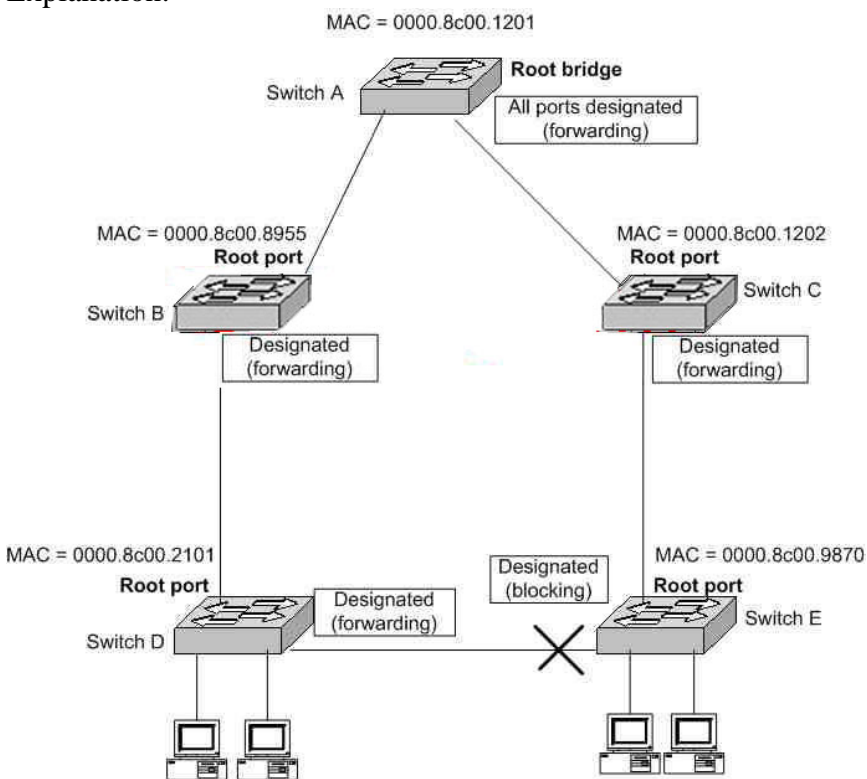 Explanation:
MAC = 0000.8c00.1201
Root bridge
Switch A
All ports designated
(forwarding)
MAC = 0000.8c00.8955
Root port
Switch B
Designated
(forwarding)
MAC = 0000.8c00.1202
Root port
Switch C
Designated
(forwarding)
MAC = 0000.8c00.2101
Root port
Switch D
Designated
(forwarding)
Designated
(blocking)
MAC = 0000.8c00.9870
Root port
Switch E